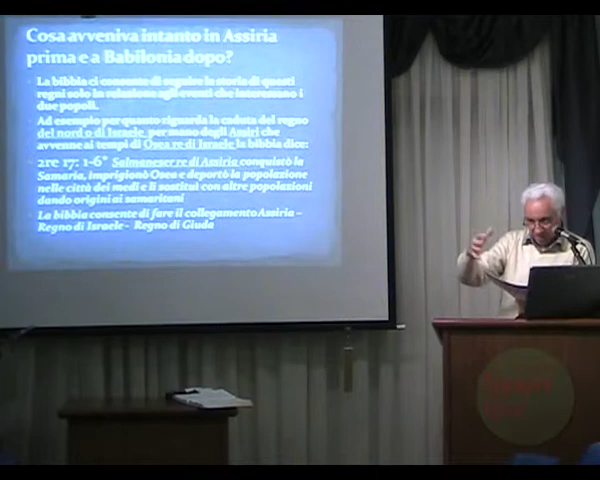 Cosa avveniva intanto in Assiria
prima e a Babilonia dopo?
La bibbia ci consente di seguire la storia di questi
regni solo in relazione agli eventi che interessano i
due popoli.
Ad esempio per quanto riguarda la caduta del regno
del nord o di Israele per mano degli Assiri che
avvenne ai tempi di Osea re di Israele la bibbia dice:
2re 17: 1-6" Salmaneser re di Assiria conquistò la
Samaria, imprigionò Osea e deportò la popolazione
nelle città dei medi e li sostituì con altre popolazioni
dando origini ai samaritani
La bibbia consente di fare il collegamento Assiria –
Regno di Israele- Regno di Giuda